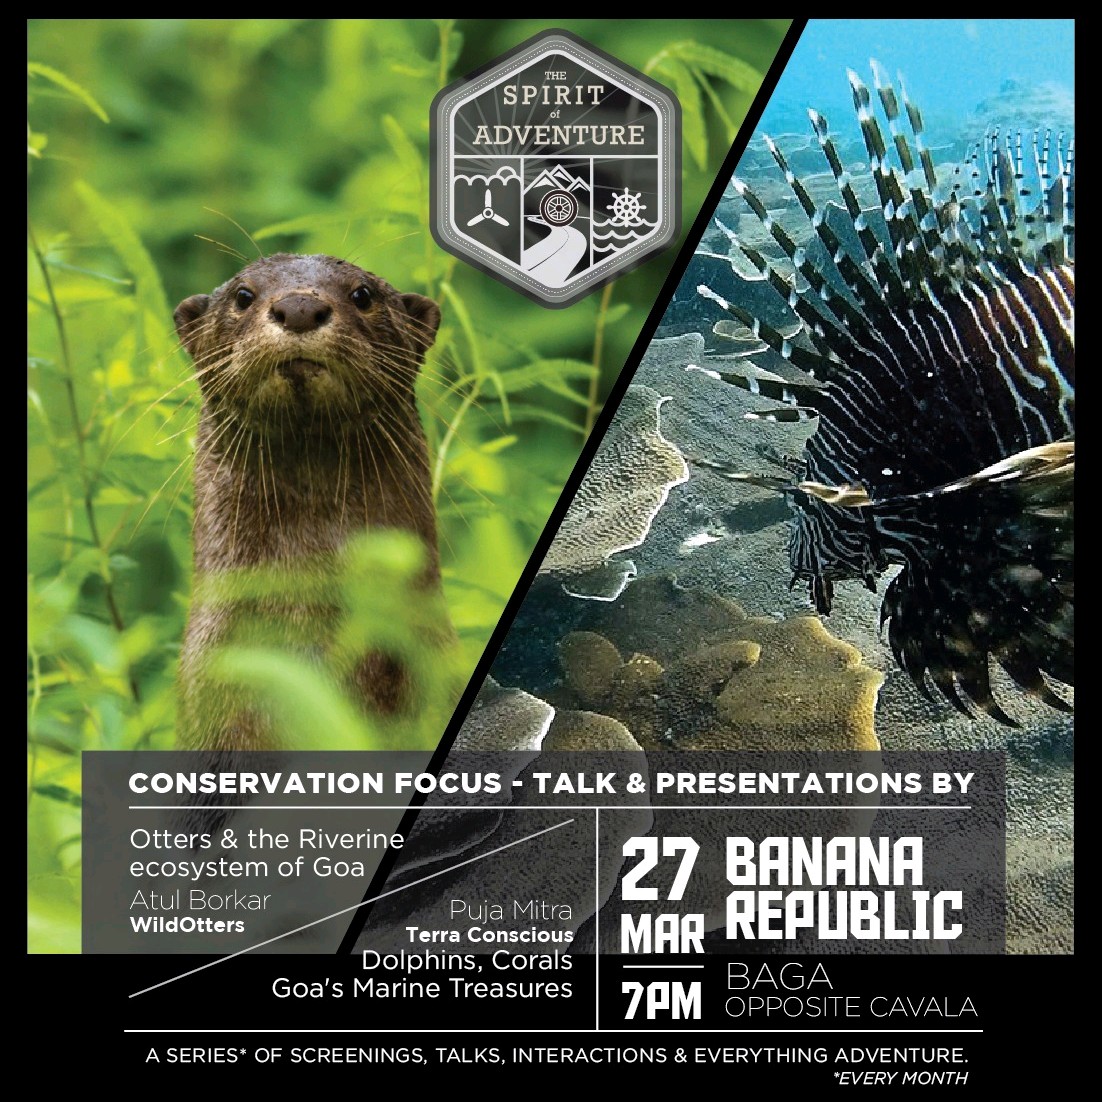 THE
SPIRIT
of
ADVENTURE
CONSERVATION FOCUS - TALK & PRESENTATIONS BY
Otters & the Riverine
ecosystem of Goa
Atul Borkar
WildOtters
Puja Mitra
Terra Conscious
Dolphins, Corals
Goa's Marine Treasures
27
MAR
7PM
BANANA
REPUBLIC
BAGA
OPPOSITE CAVALA
A SERIES* OF SCREENINGS, TALKS, INTERACTIONS & EVERYTHING ADVENTURE.
*EVERY MONTH